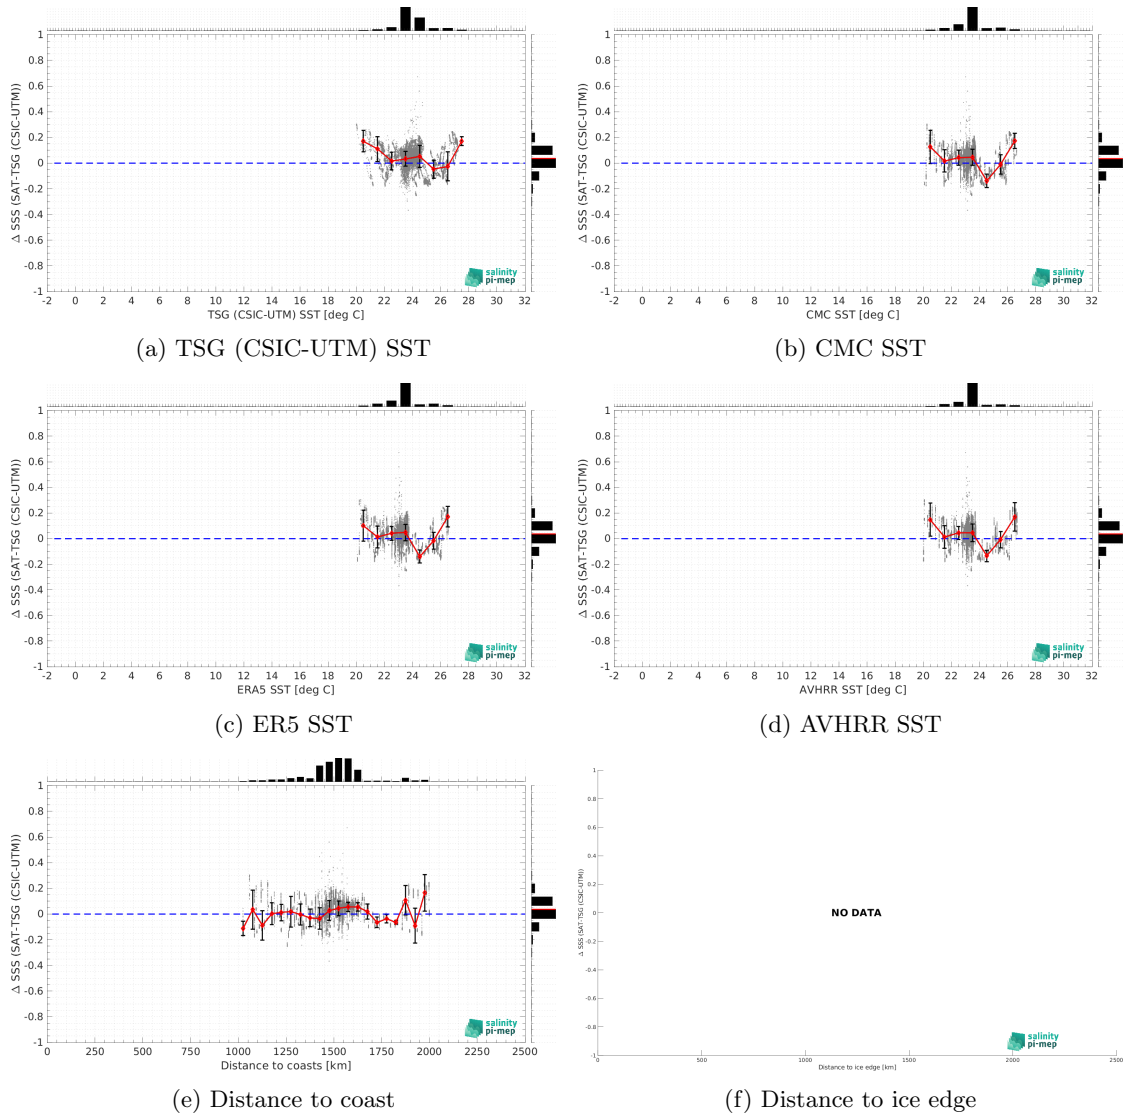 1
0.8
0.6
0.4
0.2
0
-0.2
-0.4
-0.6
-0.8
-1
Δ SSS (SAT-TSG (CSIC-UTM))
-2 0 2 4 6 8 10 12 14 16 18 20 22 24 26 28 30 32
TSG (CSIC-UTM) SST [deg C]
salinity
pi-mep
(a) TSG (CSIC-UTM) SST
1
0.8
0.6
0.4
0.2
0
-0.2
-0.4
-0.6
-0.8
-1
Δ SSS (SAT-TSG (CSIC-UTM))
-2 0 2 4 6 8 10 12 14 16 18 20 22 24 26 28 30 32
CMC SST [deg C]
salinity
pi-mep
(b) CMC SST
1
0.8
0.6
0.4
0.2
0
-0.2
-0.4
-0.6
-0.8
-1
Δ SSS (SAT-TSG (CSIC-UTM))
-2 0 2 4 6 8 10 12 14 16 18 20 22 24 26 28 30 32
ERA5 SST [deg C]
salinity
pi-mep
(c) ER5 SST
1
0.8
0.6
0.4
0.2
0
-0.2
-0.4
-0.6
-0.8
-1
Δ SSS (SAT-TSG (CSIC-UTM))
-2 0 2 4 6 8 10 12 14 16 18 20 22 24 26 28 30 32
AVHRR SST [deg C]
salinity
pi-mep
(d) AVHRR SST
1
0.8
0.6
0.4
0.2
0
-0.2
-0.4
-0.6
-0.8
-1
Δ SSS (SAT-TSG (CSIC-UTM))
0 250 500 750 1000 1250 1500 1750 2000 2250 2500
Distance to coasts [km]
salinity
pi-mep
(e) Distance to coast
1
0.8
0.6
0.4
0.2
0
-0.2
-0.4
-0.6
-0.8
-1
Δ SSS (SAT-TSG (CSIC-UTM))
NO DATA
0 500 1000 1500 2000 2500
Distance to ice edge [km]
salinity
pi-mep
(f) Distance to ice edge